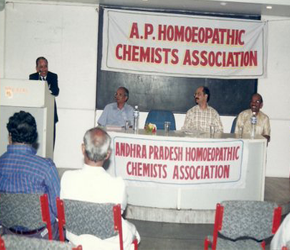 A.P. HOMOEOPATHIC
CHEMISTS ASSOCIATION
ANDHRA PRADESH HOMOEOPATHIC
CHEMISTS ASSOCIATION